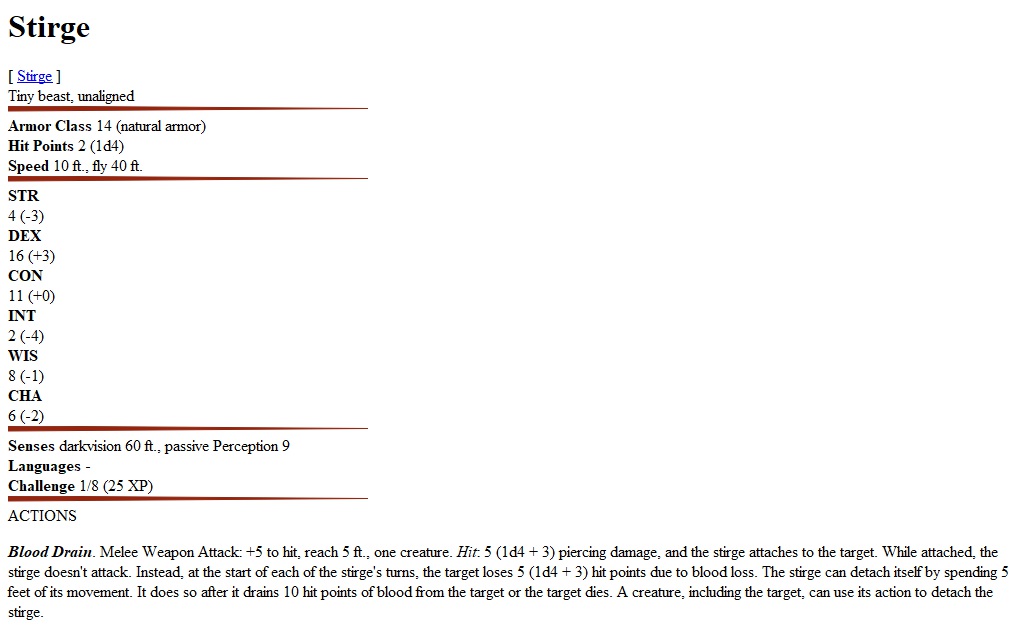 Stirge
[ Stirge ]
Tiny beast, unaligned
Armor Class 14 (natural armor)
Hit Points 2 (1d4)
Speed 10 ft., fly 40 ft.
STR
4 (-3)
DEX
16 (+3)
CON
11 (+0)
INT
2 (-4)
WIS
8 (-1)
CHA
6 (-2)
Senses darkvision 60 ft., passive Perception 9
Languages -
Challenge 1/8 (25 XP)
ACTIONS
Blood Drain. Melee Weapon Attack: +5 to hit, reach 5 ft., one creature. Hit: 5 (1d4 + 3) piercing damage, and the stirge attaches to the target. While attached, the
stirge doesn't attack. Instead, at the start of each of the stirge's turns, the target loses 5 (1d4 + 3) hit points due to blood loss. The stirge can detach itself by spending 5
feet of its movement. It does so after it drains 10 hit points of blood from the target or the target dies. A creature, including the target, can use its action to detach the
stirge.